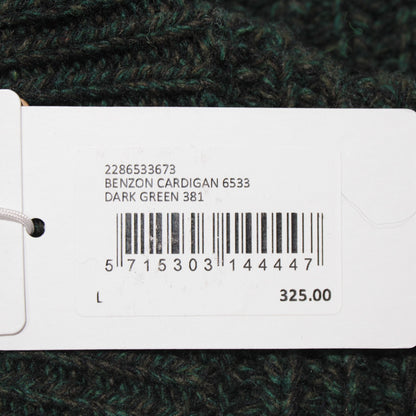 2286533673
BENZON CARDIGAN 6533
DARK GREEN 381
5 715303 144447
L 325.00